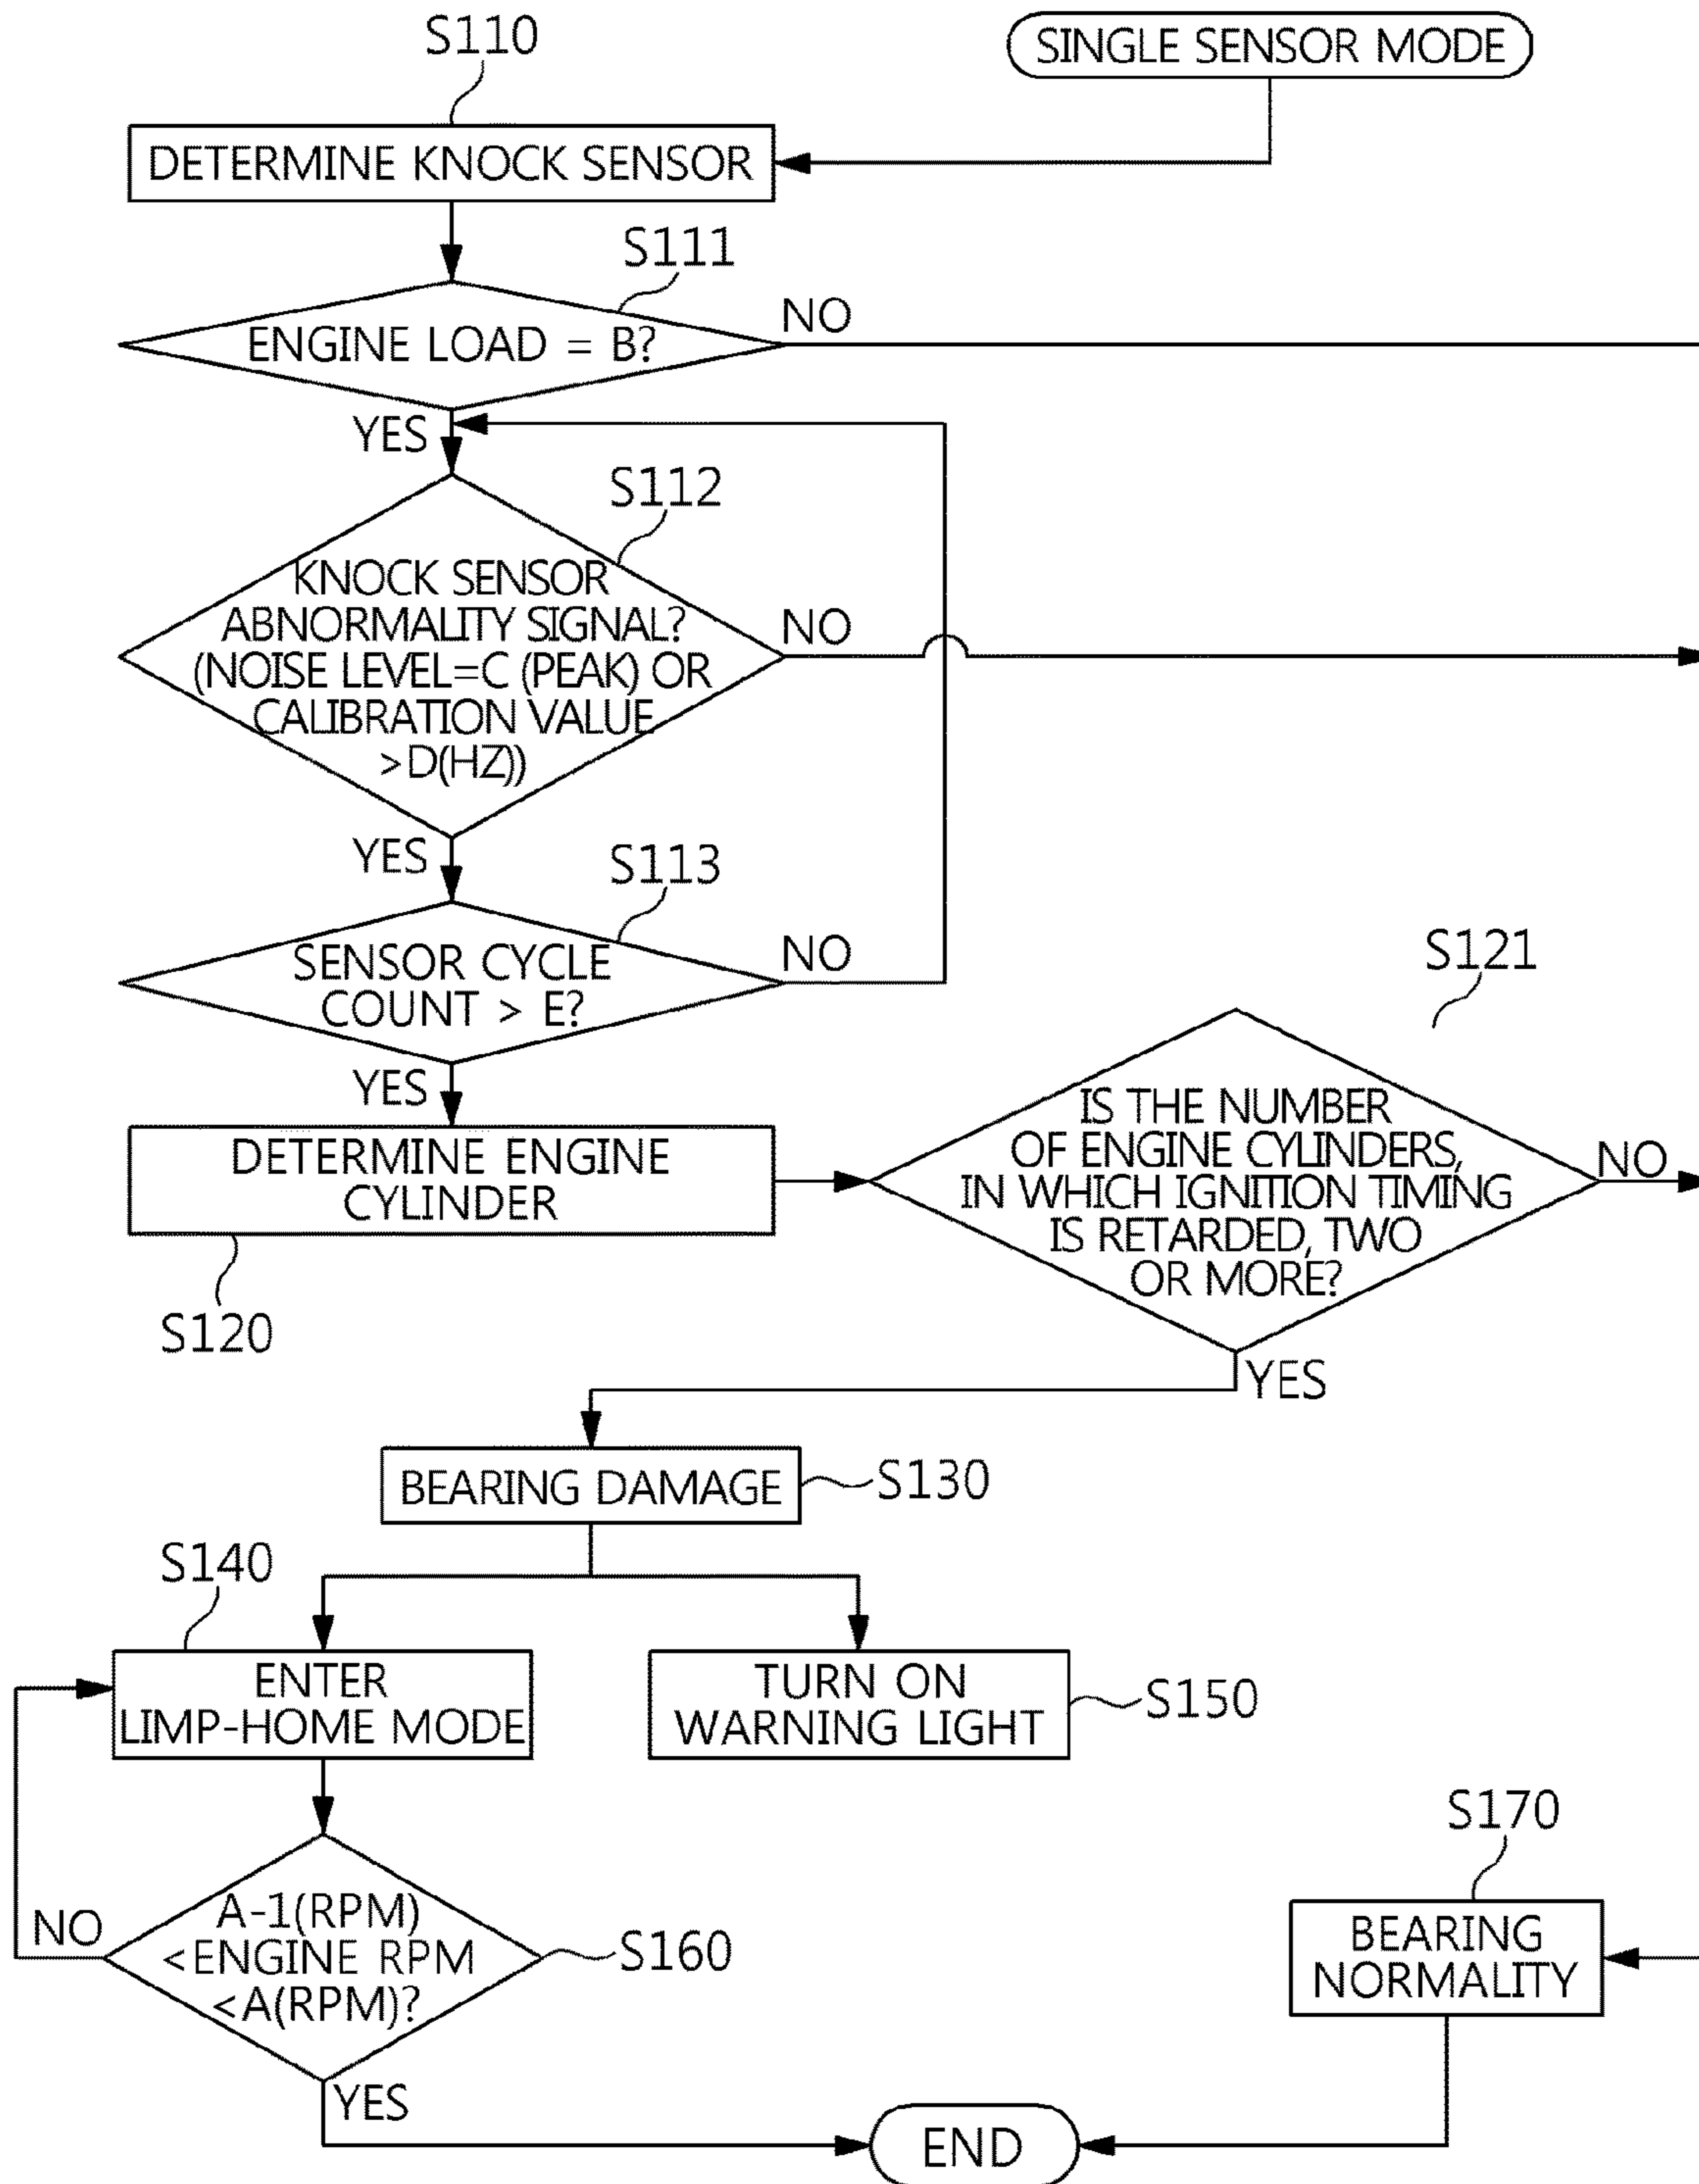 S110
SINGLE SENSOR MODE
DETERMINE KNOCK SENSOR
S111
ENGINE LOAD = B?
NO
YES
S112
KNOCK SENSOR
ABNORMALITY SIGNAL?
(NOISE LEVEL=C (PEAK) OR
CALIBRATION VALUE
>D(HZ))
NO
YES
S113
SENSOR CYCLE
COUNT > E?
NO
YES
DETERMINE ENGINE
CYLINDER
S120
S121
IS THE NUMBER
OF ENGINE CYLINDERS,
IN WHICH IGNITION TIMING
IS RETARDED, TWO
OR MORE?
NO
YES
BEARING DAMAGE
S130
S140
ENTER
LIMP-HOME MODE
TURN ON
WARNING LIGHT
S150
A-1(RPM)
<ENGINE RPM
<A(RPM)?
NO
S160
YES
S170
BEARING
NORMALITY
END